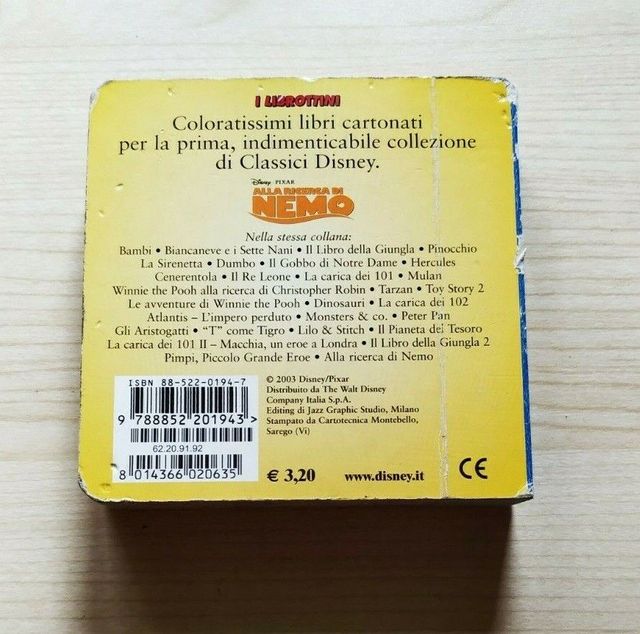 I LIBROTTINI
Coloratissimi libri cartonati
per la prima, indimenticabile collezione
di Classici Disney.
Disney PIXAR
ALLA RICERCA DI
NEMO
Nella stessa collana:
Bambi • Biancaneve e i Sette Nani • Il Libro della Giungla • Pinocchio
La Sirenetta • Dumbo • Il Gobbo di Notre Dame • Hercules
Cenerentola • Il Re Leone • La carica dei 101 • Mulan
Winnie the Pooh alla ricerca di Christopher Robin • Tarzan • Toy Story 2
Le avventure di Winnie the Pooh • Dinosauri • La carica dei 102
Atlantis – L'impero perduto • Monsters & co. • Peter Pan
Gli Aristogatti • “T” come Tigro • Lilo & Stitch • Il Pianeta del Tesoro
La carica dei 101 II – Macchia, un eroe a Londra • Il Libro della Giungla 2
Pimpi, Piccolo Grande Eroe • Alla ricerca di Nemo
ISBN 88-522-0194-7
9 788852 201943 >
62.20.91.92
8 014366 020635
© 2003 Disney/Pixar
Distribuito da The Walt Disney
Company Italia S.p.A.
Editing di Jazz Graphic Studio, Milano
Stampato da Cartotecnica Montebello,
Sarego (Vi)
€ 3,20
www.disney.it
CE